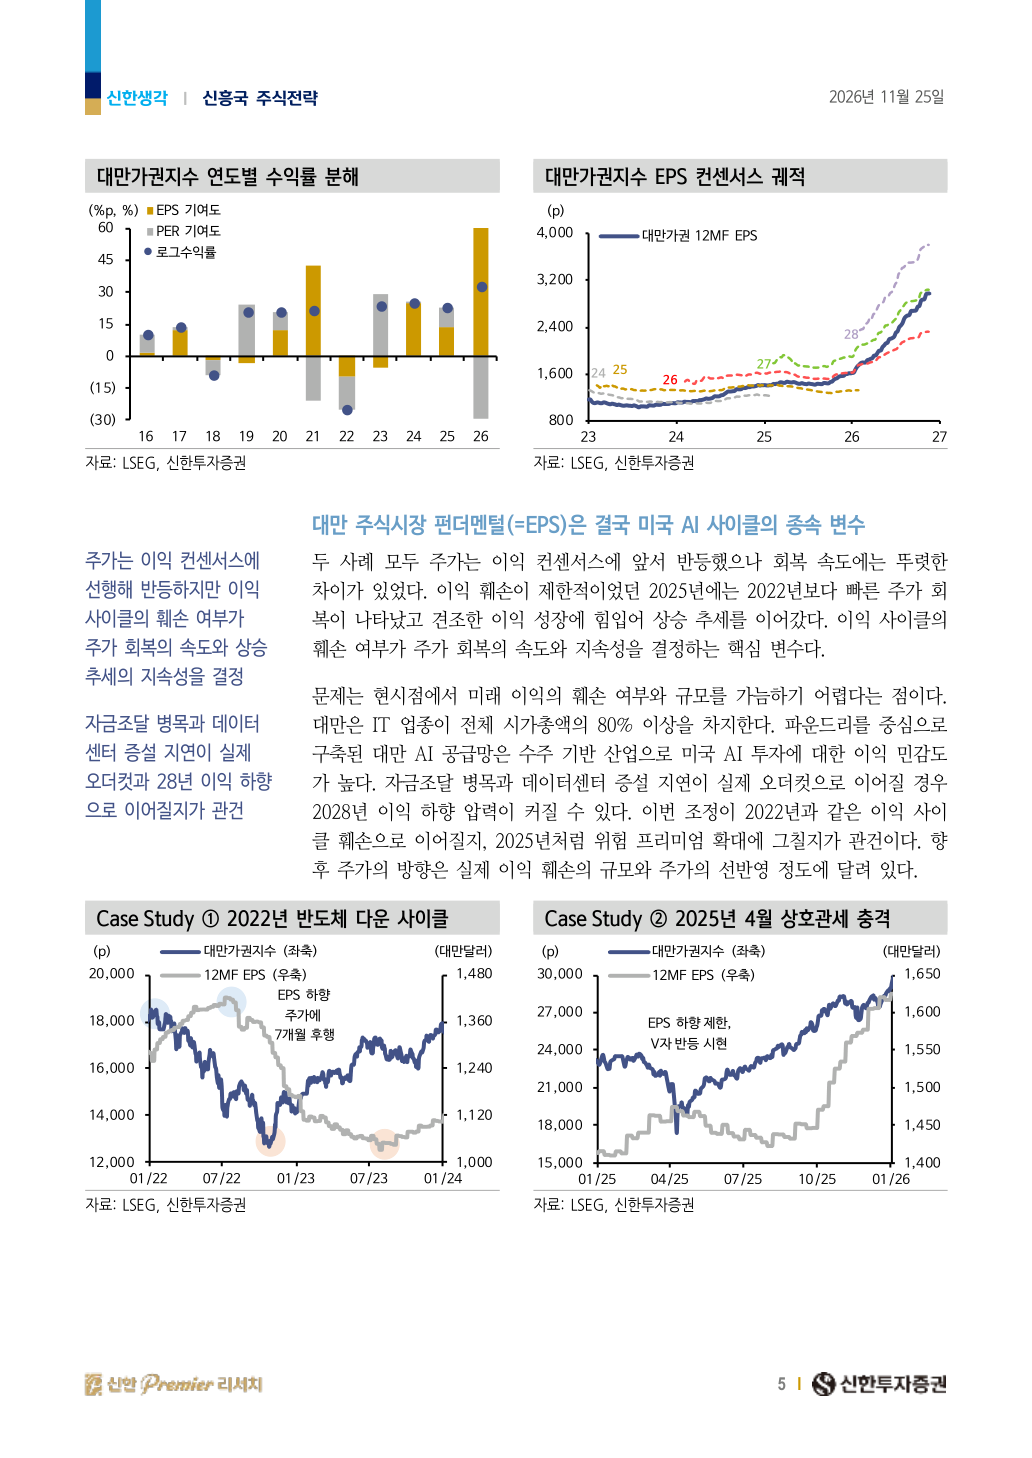 신한생각 | 신흥국 주식전략
2026년 11월 25일
대만가권지수 연도별 수익률 분해
(%p, %)
EPS 기여도
PER 기여도
로그수익률
60
45
30
15
0
(15)
(30)
16 17 18 19 20 21 22 23 24 25 26
자료: LSEG, 신한투자증권
대만가권지수 EPS 컨센서스 궤적
(p)
대만가권 12MF EPS
4,000
3,200
2,400
1,600
800
24
25
26
27
28
23 24 25 26 27
자료: LSEG, 신한투자증권
주가는 이익 컨센서스에
선행해 반등하지만 이익
사이클의 훼손 여부가
주가 회복의 속도와 상승
추세의 지속성을 결정
자금조달 병목과 데이터
센터 증설 지연이 실제
오더컷과 28년 이익 하향
으로 이어질지가 관건
대만 주식시장 펀더멘털(=EPS)은 결국 미국 AI 사이클의 종속 변수
두 사례 모두 주가는 이익 컨센서스에 앞서 반등했으나 회복 속도에는 뚜렷한
차이가 있었다. 이익 훼손이 제한적이었던 2025년에는 2022년보다 빠른 주가 회
복이 나타났고 견조한 이익 성장에 힘입어 상승 추세를 이어갔다. 이익 사이클의
훼손 여부가 주가 회복의 속도와 지속성을 결정하는 핵심 변수다.
문제는 현시점에서 미래 이익의 훼손 여부와 규모를 가늠하기 어렵다는 점이다.
대만은 IT 업종이 전체 시가총액의 80% 이상을 차지한다. 파운드리를 중심으로
구축된 대만 AI 공급망은 수주 기반 산업으로 미국 AI 투자에 대한 이익 민감도
가 높다. 자금조달 병목과 데이터센터 증설 지연이 실제 오더컷으로 이어질 경우
2028년 이익 하향 압력이 커질 수 있다. 이번 조정이 2022년과 같은 이익 사이
클 훼손으로 이어질지, 2025년처럼 위험 프리미엄 확대에 그칠지가 관건이다. 향
후 주가의 방향은 실제 이익 훼손의 규모와 주가의 선반영 정도에 달려 있다.
Case Study ① 2022년 반도체 다운 사이클
(p)
대만가권지수 (좌축)
12MF EPS (우축)
(대만달러)
EPS 하향
주가에
7개월 후행
20,000
18,000
16,000
14,000
12,000
1,480
1,360
1,240
1,120
1,000
01/22 07/22 01/23 07/23 01/24
자료: LSEG, 신한투자증권
Case Study ② 2025년 4월 상호관세 충격
(p)
대만가권지수 (좌축)
12MF EPS (우축)
(대만달러)
EPS 하향 제한,
V자 반등 시현
30,000
27,000
24,000
21,000
18,000
15,000
1,650
1,600
1,550
1,500
1,450
1,400
01/25 04/25 07/25 10/25 01/26
자료: LSEG, 신한투자증권
신한 Premier 리서치
5 | 신한투자증권